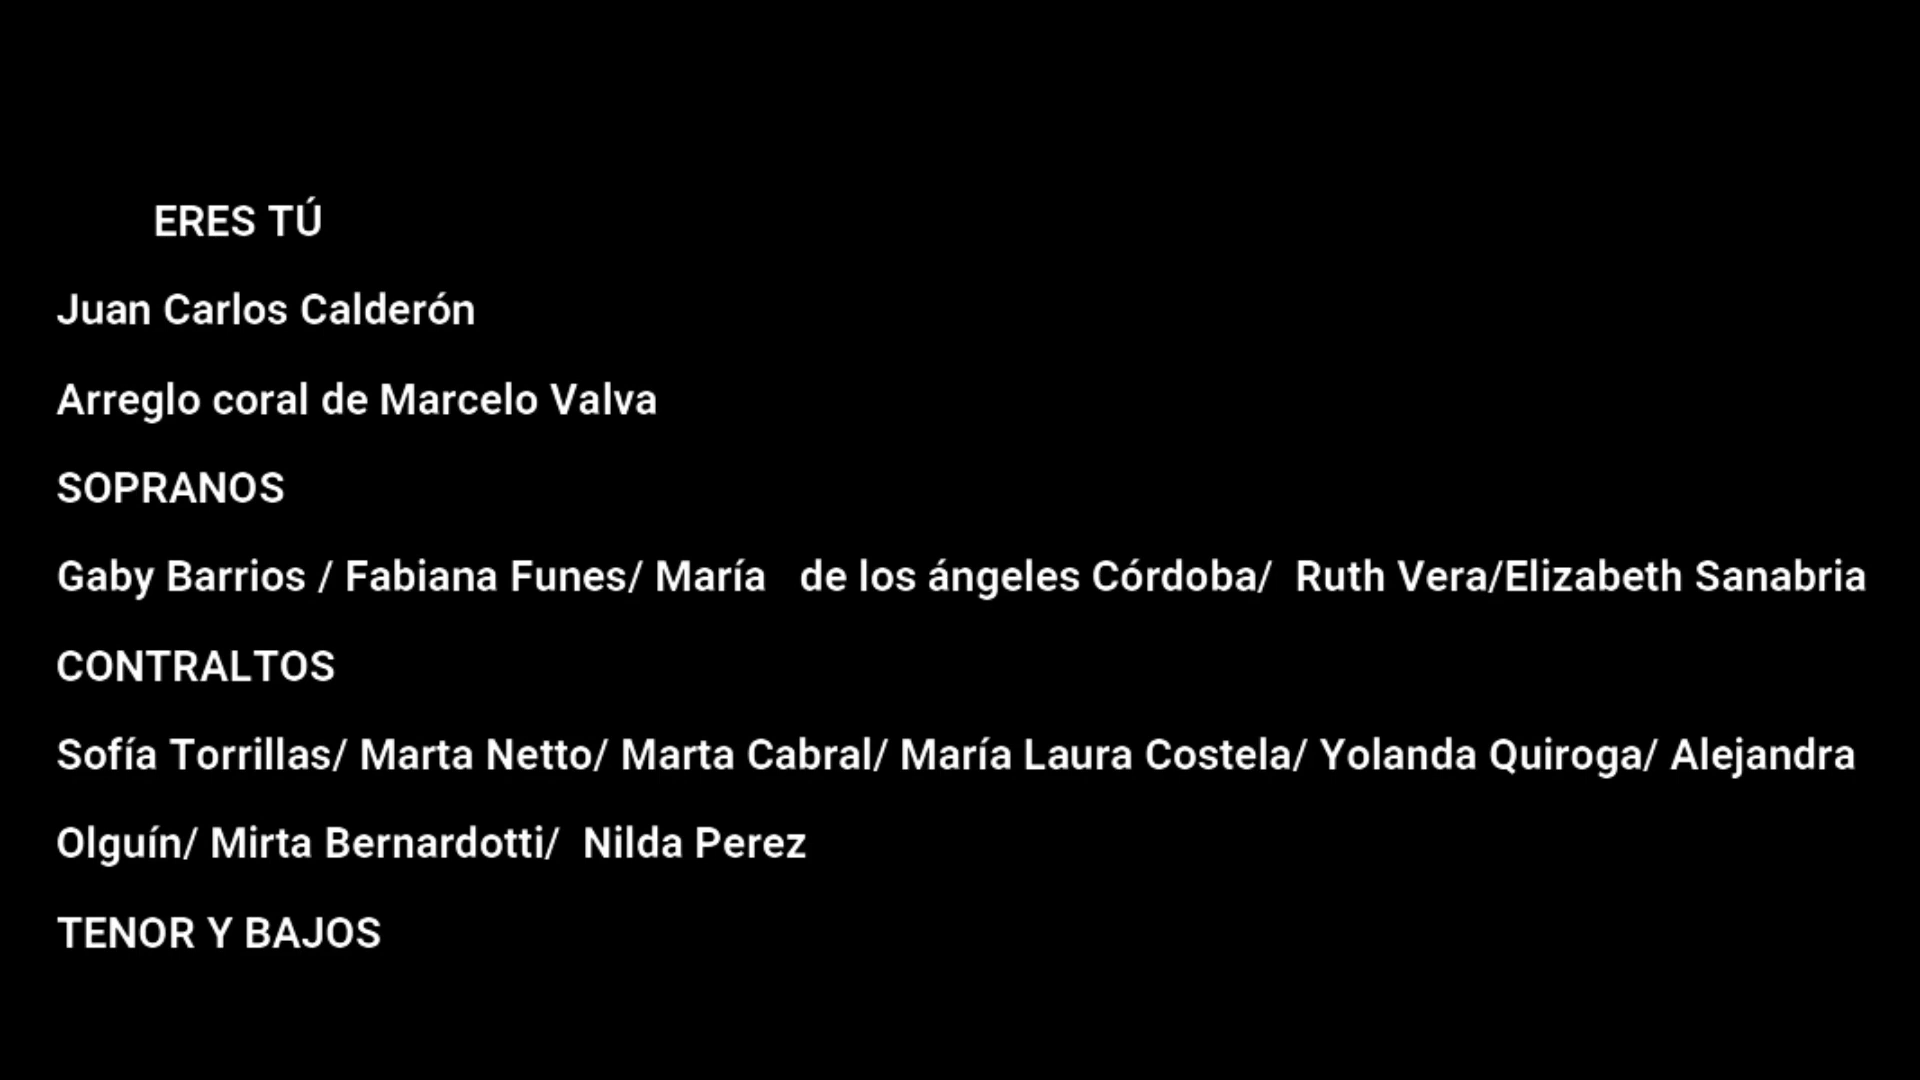 ERES TÚ
Juan Carlos Calderón
Arreglo coral de Marcelo Valva
SOPRANOS
Gaby Barrios / Fabiana Funes/ María   de los ángeles Córdoba/  Ruth Vera/Elizabeth Sanabria
CONTRALTOS
Sofía Torrillas/ Marta Netto/ Marta Cabral/ María Laura Costela/ Yolanda Quiroga/ Alejandra
Olguín/ Mirta Bernardotti/  Nilda Perez
TENOR Y BAJOS